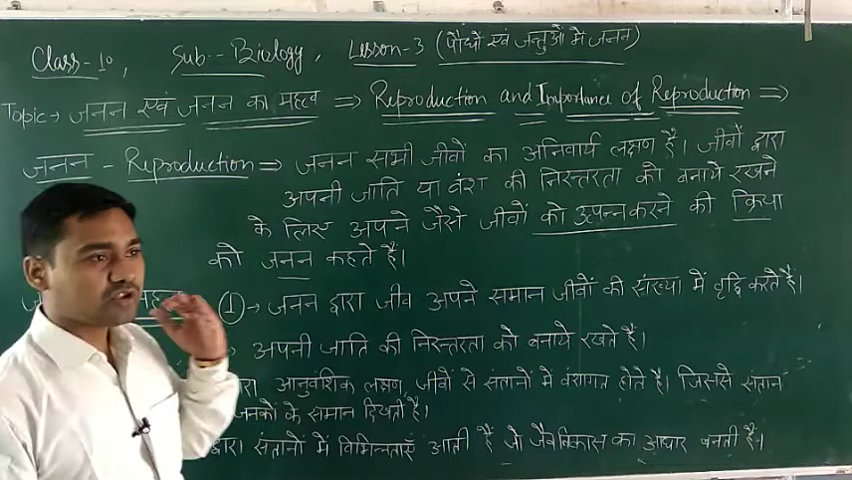 Class-10, Sub:- Biology, Lesson-3 (पौधों एवं जन्तुओं में जनन)
Topic → जनन एवं जनन का महत्व ⇒ Reproduction and Importance of Reproduction ⇒
जनन - Reproduction ⇒ जनन सभी जीवों का अनिवार्य लक्षण है। जीवों द्वारा
अपनी जाति या वंश की निरन्तरता को बनाये रखने
के लिए अपने जैसे जीवों को उत्पन्न करने की क्रिया
को जनन कहते हैं।
① → जनन द्वारा जीव अपने समान जीवों की संख्या में वृद्धि करते हैं।
अपनी जाति की निरन्तरता को बनाये रखते हैं।
आनुवंशिक लक्षण जीवों से संतानों में वंशागत होते हैं। जिससे संतान
के समान दिखती है।
द्वारा संतानों में विभिन्नताएँ आती हैं जो जैवविकास का आधार बनती हैं।